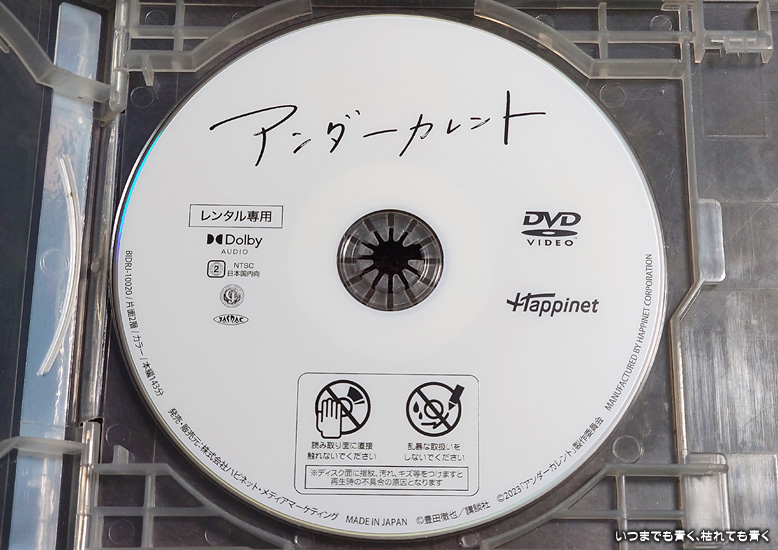 アンダーカレント
レンタル専用
Dolby
AUDIO
2
NTSC
日本国内向
JASRAC
DVD
VIDEO
Happinet
読み取り面に直接
触れないでください
乱暴な取扱いを
しないでください
※ディスク面に指紋、汚れ、キズ等をつけますと
再生時の不具合の原因となります
BIDRJ-10020 / 片面2層 / カラー / 本編143分
発売・販売元：株式会社ハピネット・メディアマーケティング
MADE IN JAPAN
©豊田徹也／講談社
©2023「アンダーカレント」製作委員会
MANUFACTURED BY HAPPINET CORPORATION
いつまでも青く、枯れても青く